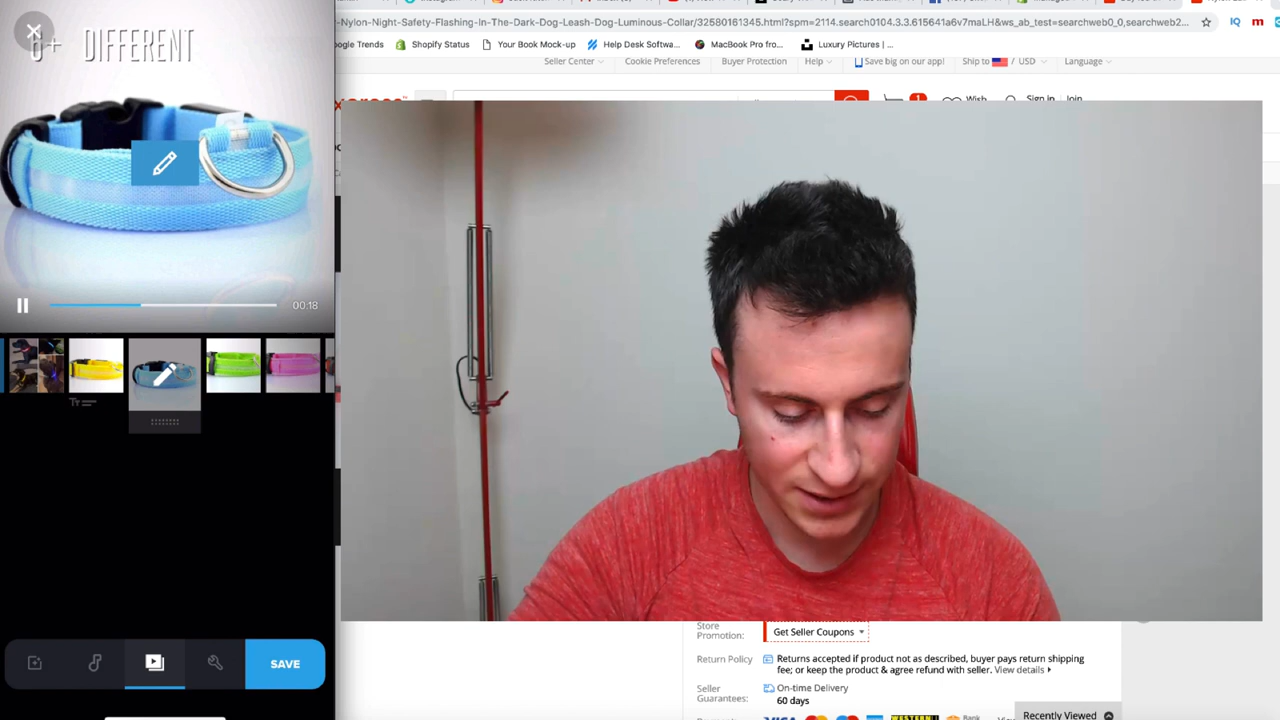 6+ DIFFERENT
00:18
SAVE
-Nylon-Night-Safety-Flashing-In-The-Dark-Dog-Leash-Dog-Luminous-Collar/32580161345.html?spm=2114.search0104.3.3.615641a6v7maLH&ws_ab_test=searchweb0_0,searchweb2...
ogle Trends Shopify Status Your Book Mock-up Help Desk Softwa... MacBook Pro fro... Luxury Pictures | ...
Seller Center Cookie Preferences Buyer Protection Help Save big on our app! Ship to / USD Language
1 Wish Sign in Join
Store Promotion: Get Seller Coupons
Return Policy Returns accepted if product not as described, buyer pays return shipping
fee; or keep the product & agree refund with seller. View details
Seller Guarantees: On-time Delivery
60 days
Recently Viewed